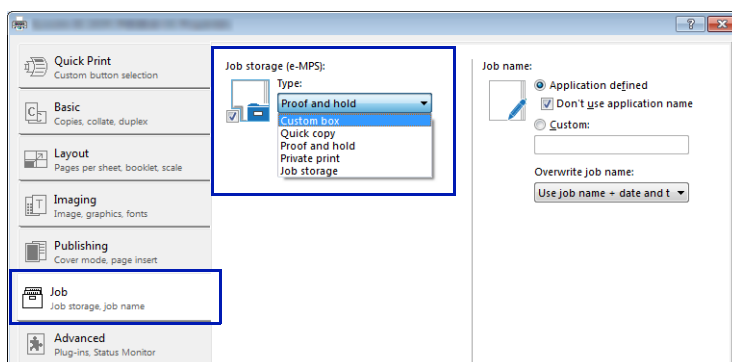 Quick Print
Custom button selection
Basic
Copies, collate, duplex
Layout
Pages per sheet, booklet, scale
Imaging
Image, graphics, fonts
Publishing
Cover mode, page insert
Job
Job storage, job name
Advanced
Plug-ins, Status Monitor
Job storage (e-MPS):
Type:
Proof and hold
Custom box
Quick copy
Proof and hold
Private print
Job storage
Job name:
Application defined
Don't use application name
Custom:
Overwrite job name:
Use job name + date and t